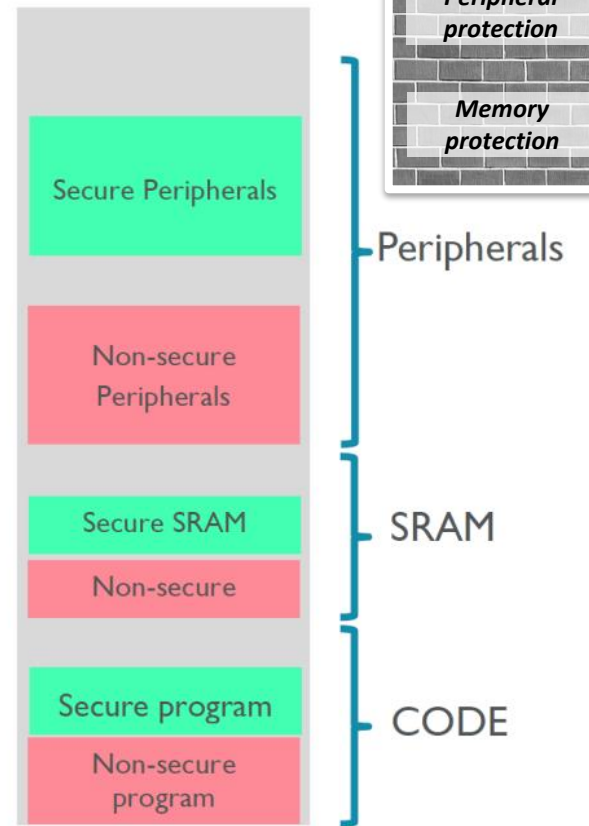 Peripheral
protection
Memory
protection
Secure Peripherals
Peripherals
Non-secure
Peripherals
Secure SRAM
SRAM
Non-secure
Secure program
CODE
Non-secure
program